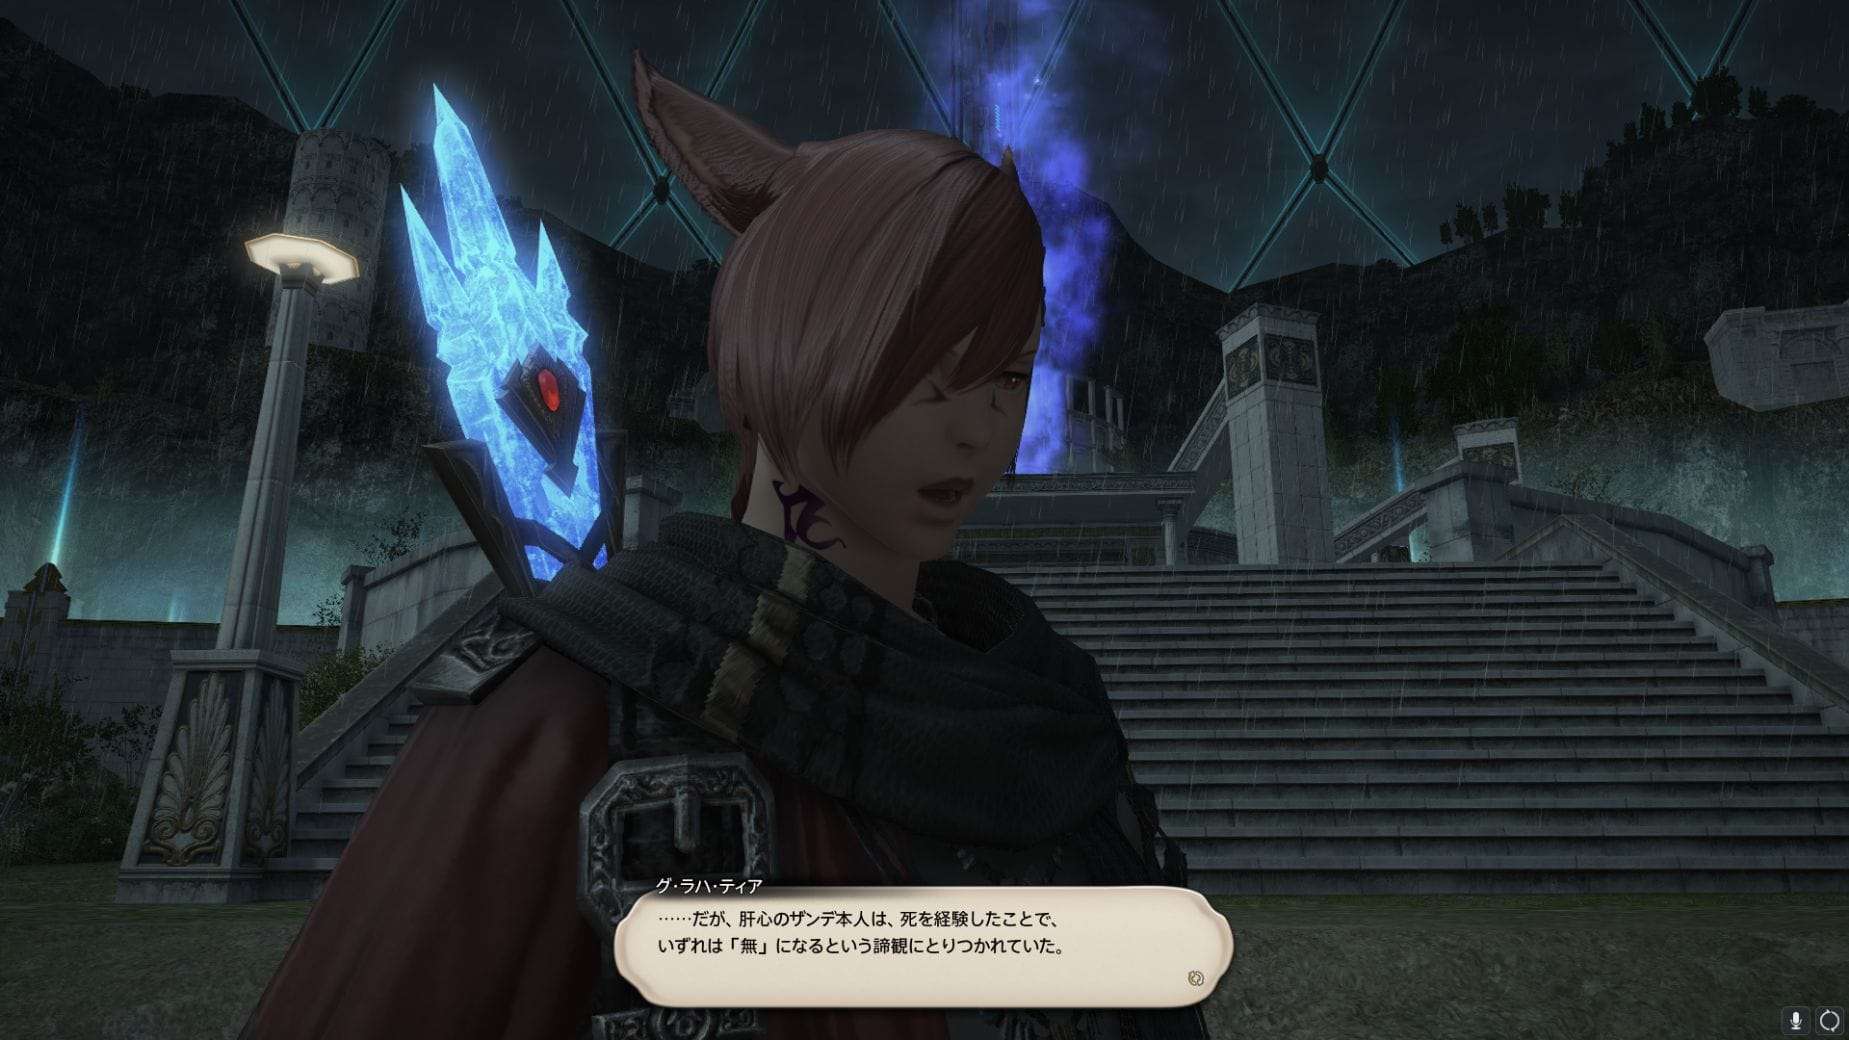 グ・ラハ・ティア
……だが、肝心のザンデ本人は、死を経験したことで、
いずれは「無」になるという諦観にとりつかれていた。